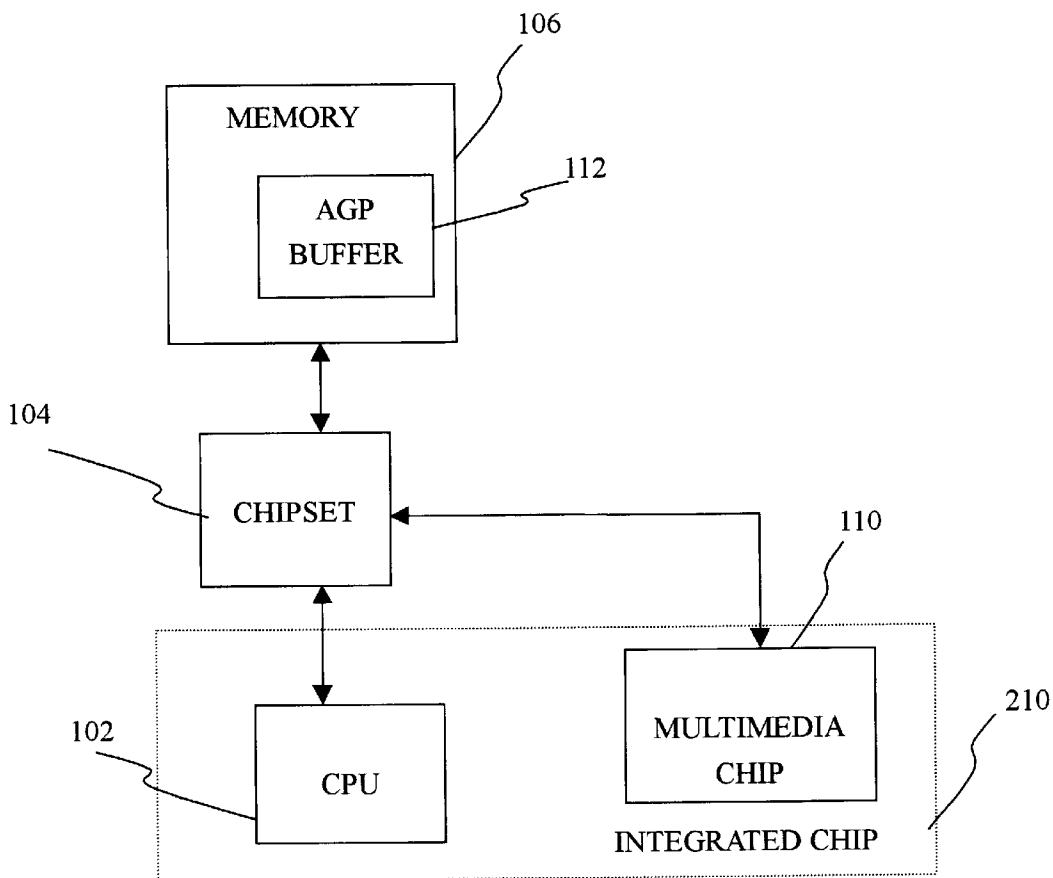 106
MEMORY
112
AGP
BUFFER
104
CHIPSET
110
210
102
MULTIMEDIA
CHIP
CPU
INTEGRATED CHIP